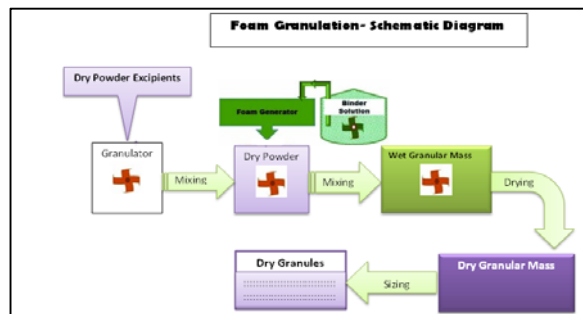 Foam Granulation- Schematic Diagram
Dry Powder Excipients
Foam Generator
Binder
Solution
Granulator
Mixing
Dry Powder
Mixing
Wet Granular Mass
Drying
Dry Granules
Sizing
Dry Granular Mass